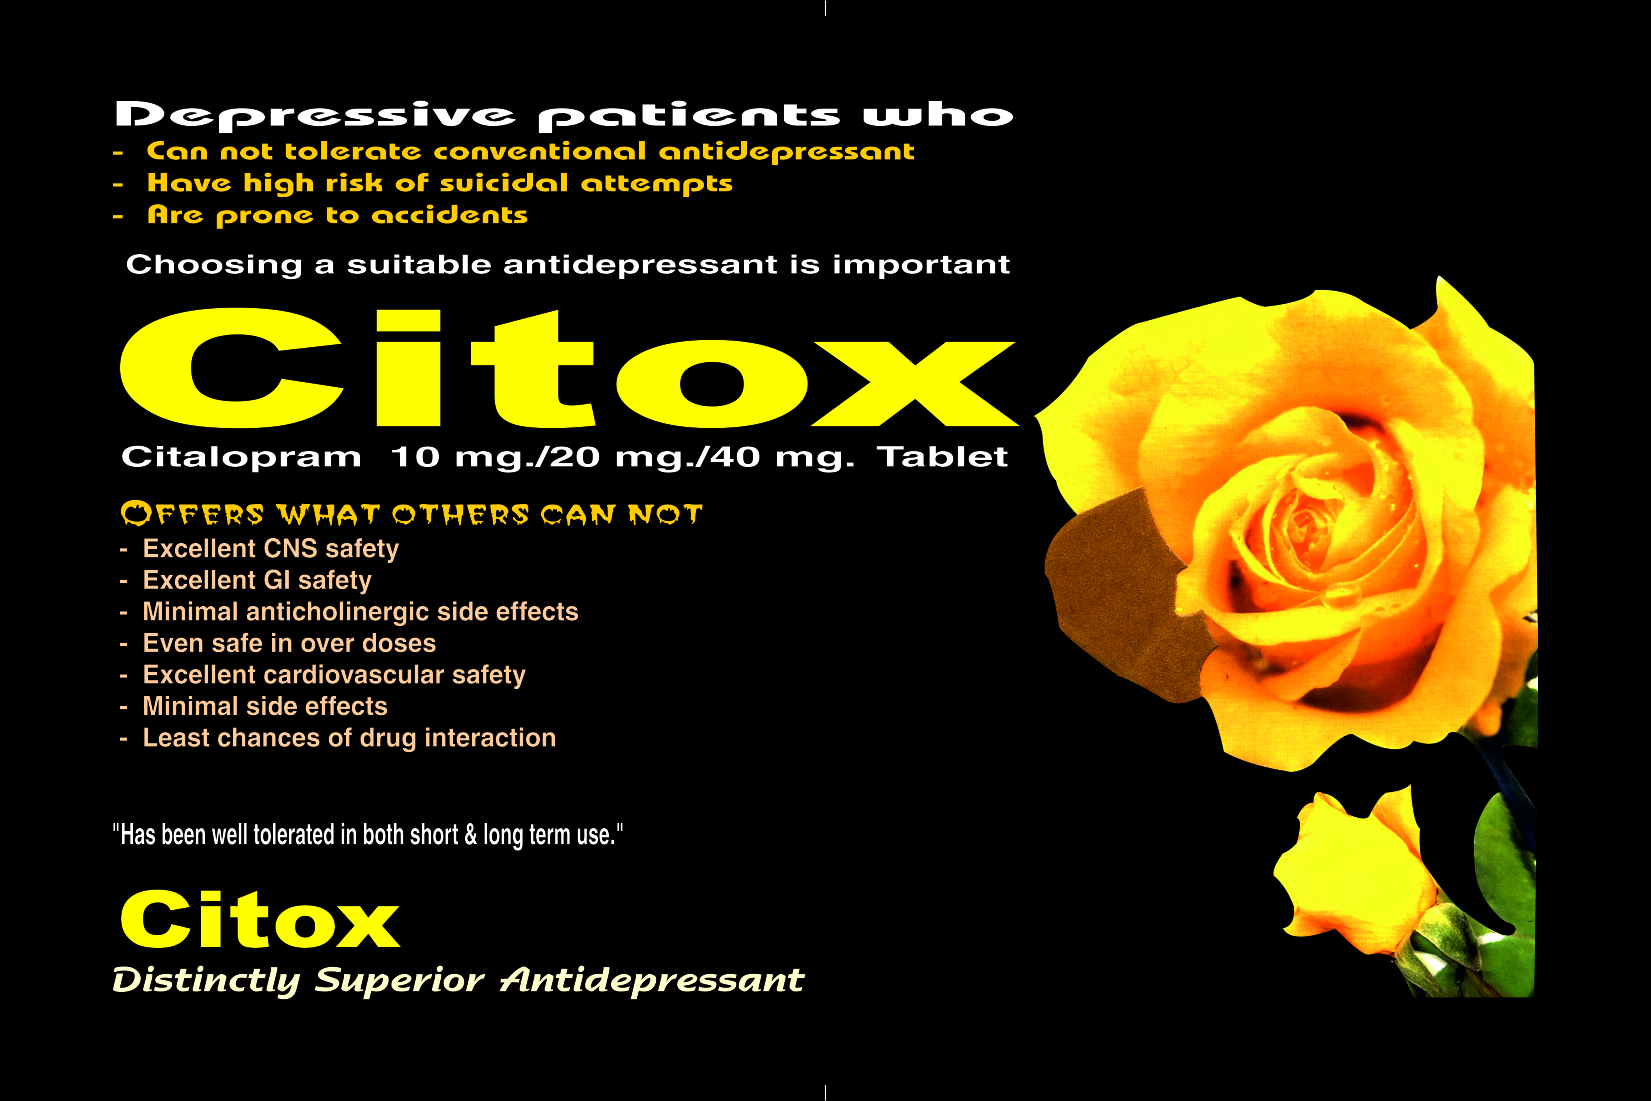 Depressive patients who
- Can not tolerate conventional antidepressant
- Have high risk of suicidal attempts
- Are prone to accidents
Choosing a suitable antidepressant is important
Citox
Citalopram 10 mg./20 mg./40 mg. Tablet
OFFERS WHAT OTHERS CAN NOT
- Excellent CNS safety
- Excellent GI safety
- Minimal anticholinergic side effects
- Even safe in over doses
- Excellent cardiovascular safety
- Minimal side effects
- Least chances of drug interaction
"Has been well tolerated in both short & long term use."
Citox
Distinctly Superior Antidepressant